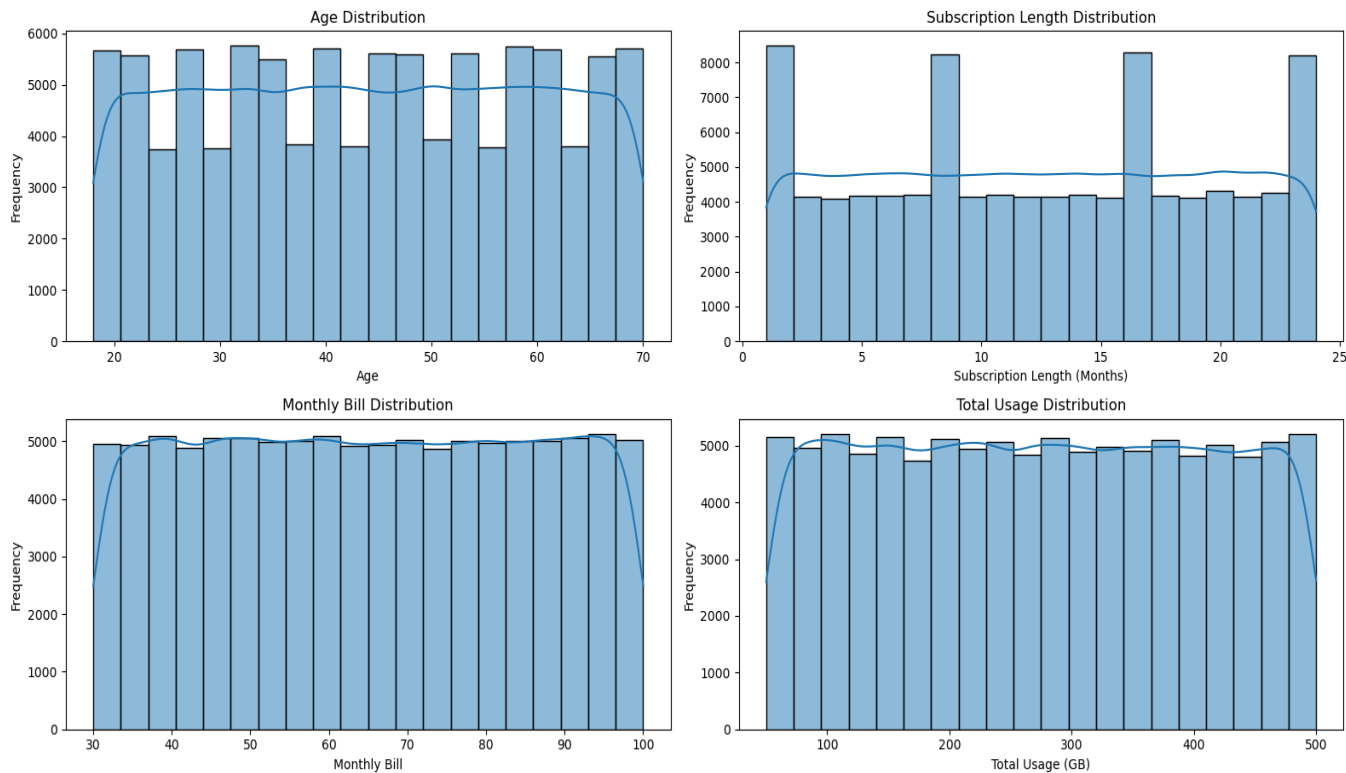 Age Distribution
6000
5000
4000
3000
2000
1000
0
Frequency
20 30 40 50 60 70
Age
Subscription Length Distribution
8000
7000
6000
5000
4000
3000
2000
1000
0
Frequency
0 5 10 15 20 25
Subscription Length (Months)
Monthly Bill Distribution
5000
4000
3000
2000
1000
0
Frequency
30 40 50 60 70 80 90 100
Monthly Bill
Total Usage Distribution
5000
4000
3000
2000
1000
0
Frequency
100 200 300 400 500
Total Usage (GB)